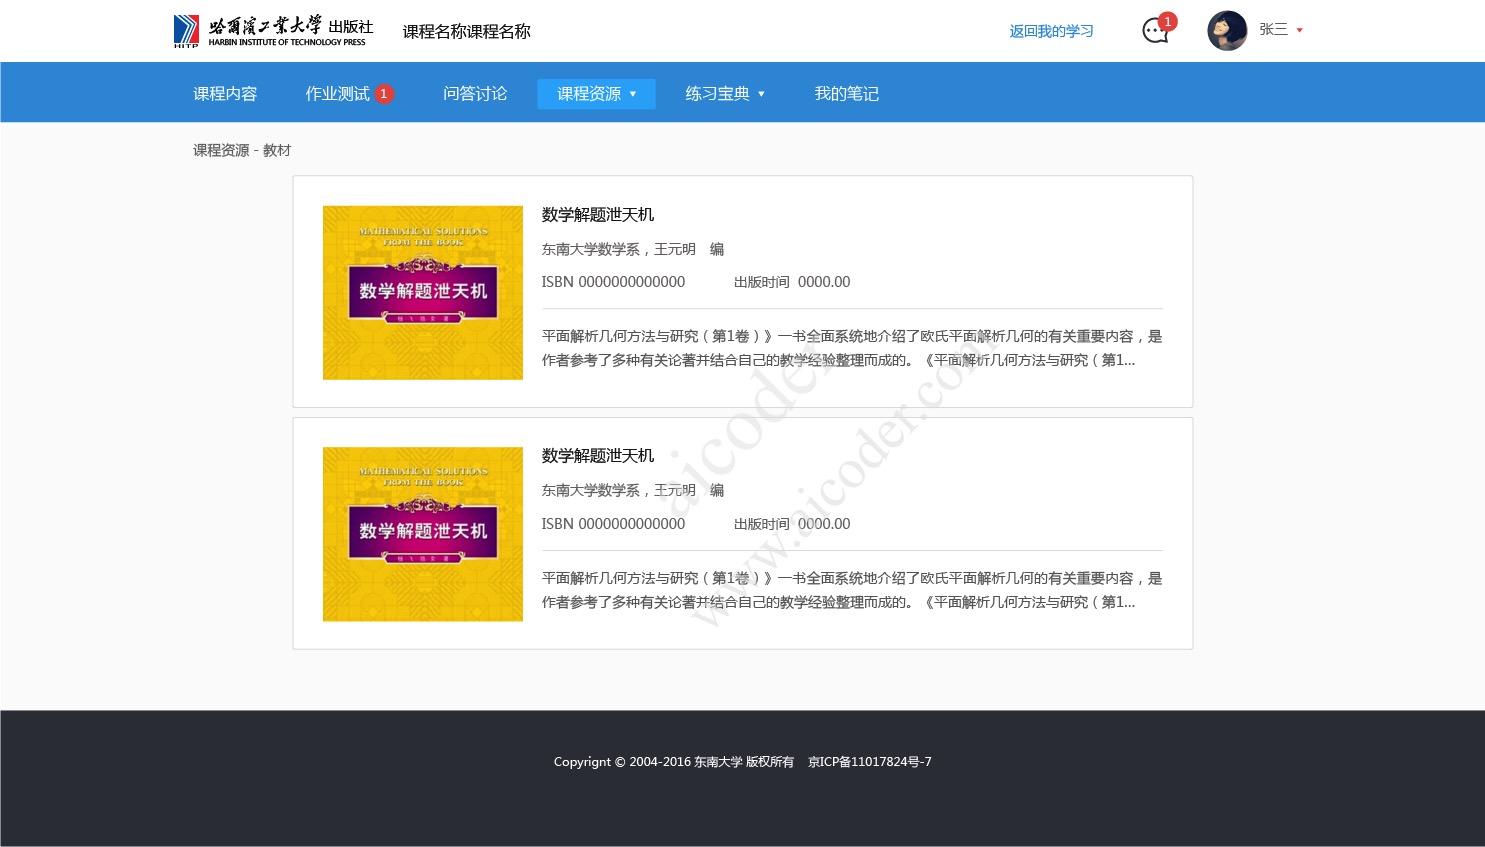 哈尔滨工业大学 出版社
HARBIN INSTITUTE OF TECHNOLOGY PRESS
HITP
课程名称课程名称
返回我的学习
1
张三
课程内容
作业测试 1
问答讨论
课程资源
练习宝典
我的笔记
课程资源 - 教材
MATHEMATICAL SOLUTIONS
FROM THE BOOK
数学解题泄天机
数学解题泄天机
东南大学数学系，王元明 编
ISBN 0000000000000 出版时间 0000.00
平面解析几何方法与研究（第1卷）》一书全面系统地介绍了欧氏平面解析几何的有关重要内容，是
作者参考了多种有关论著并结合自己的教学经验整理而成的。《平面解析几何方法与研究（第1...
MATHEMATICAL SOLUTIONS
FROM THE BOOK
数学解题泄天机
数学解题泄天机
东南大学数学系，王元明 编
ISBN 0000000000000 出版时间 0000.00
平面解析几何方法与研究（第1卷）》一书全面系统地介绍了欧氏平面解析几何的有关重要内容，是
作者参考了多种有关论著并结合自己的教学经验整理而成的。《平面解析几何方法与研究（第1...
aicoder
www.aicoder.com
Copyrignt © 2004-2016 东南大学 版权所有 京ICP备11017824号-7